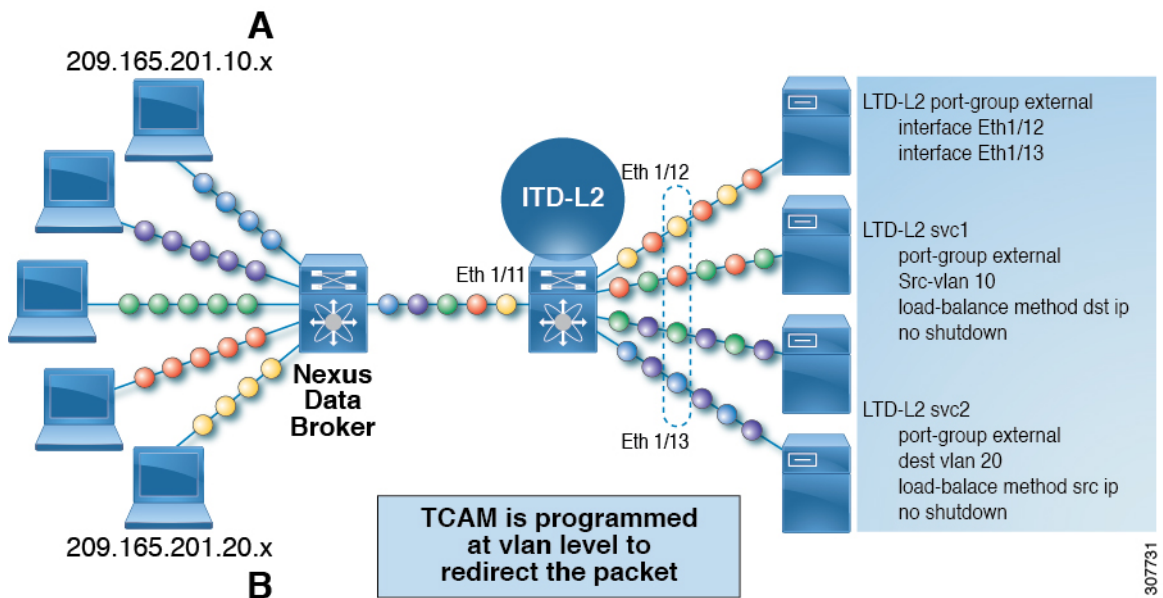 A
209.165.201.10.x
ITD-L2
Eth 1/12
Eth 1/11
Nexus
Data
Broker
Eth 1/13
209.165.201.20.x
B
TCAM is programmed
at vlan level to
redirect the packet
LTD-L2 port-group external
interface Eth1/12
interface Eth1/13
LTD-L2 svc1
port-group external
Src-vlan 10
load-balance method dst ip
no shutdown
LTD-L2 svc2
port-group external
dest vlan 20
load-balace method src ip
no shutdown
307731